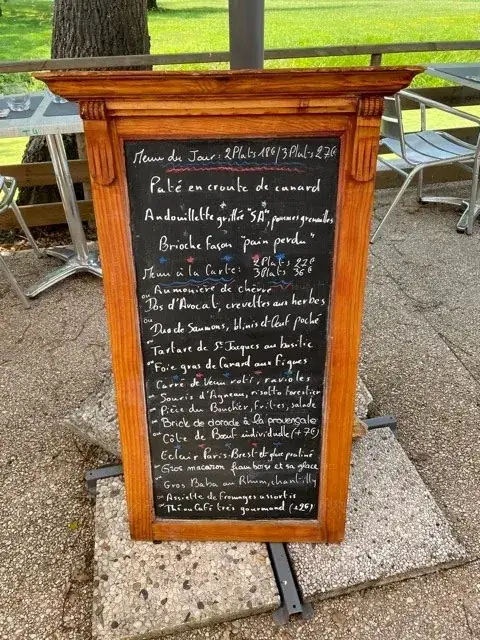 Menu du Jour: 2 Plats 18€ / 3 Plats 27€
Paté en croute de canard
Andouillette grillée "5A", pommes grenailles
Brioche façon "pain perdu"
Menu à la Carte: 2 Plats 22€
3 Plats 36€
Aumonière de chèvre
ou Dos d'Avocat, crevettes aux herbes
ou Duo de Saumons, blinis et Œuf poché
Tartare de St Jacques au basilic
Foie gras de Canard aux figues
Carré de Veau roti, ravioles
Souris d'Agneau, risotto forestier
Pièce du Boucher, frites, salade
Brick de dorade à la provençale
Côte de Bœuf individuelle (+7€)
Eclair Paris-Brest et glace praliné
Gros macaron framboise et sa glace
Gros Baba au Rhum, chantilly
Assiette de fromages assortis
Thé ou Café très gourmand (+2€)